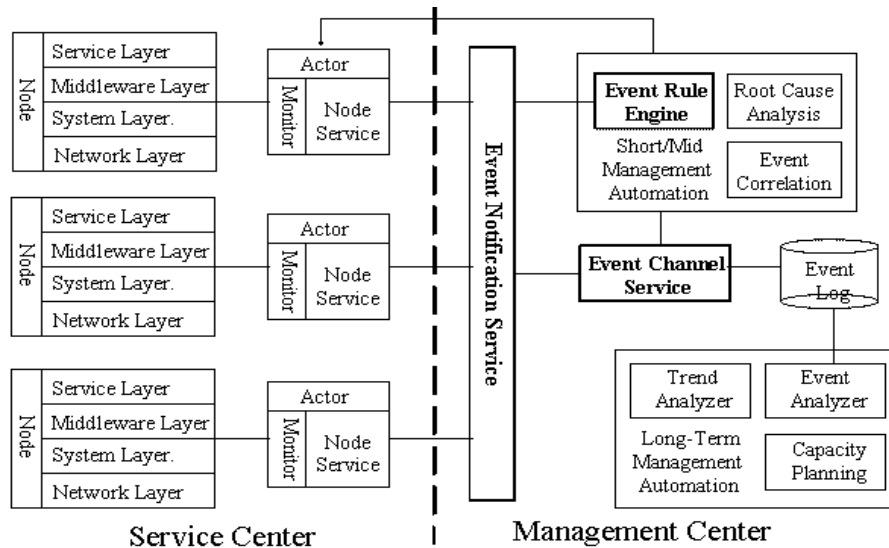 Node
Service Layer
Middleware Layer
System Layer.
Network Layer
Actor
Monitor
Node
Service
Node
Service Layer
Middleware Layer
System Layer.
Network Layer
Actor
Monitor
Node
Service
Node
Service Layer
Middleware Layer
System Layer.
Network Layer
Actor
Monitor
Node
Service
Service Center
Event Notification Service
Event Rule
Engine
Root Cause
Analysis
Short/Mid
Management
Automation
Event
Correlation
Event Channel
Service
Event
Log
Trend
Analyzer
Event
Analyzer
Long-Term
Management
Automation
Capacity
Planning
Management Center